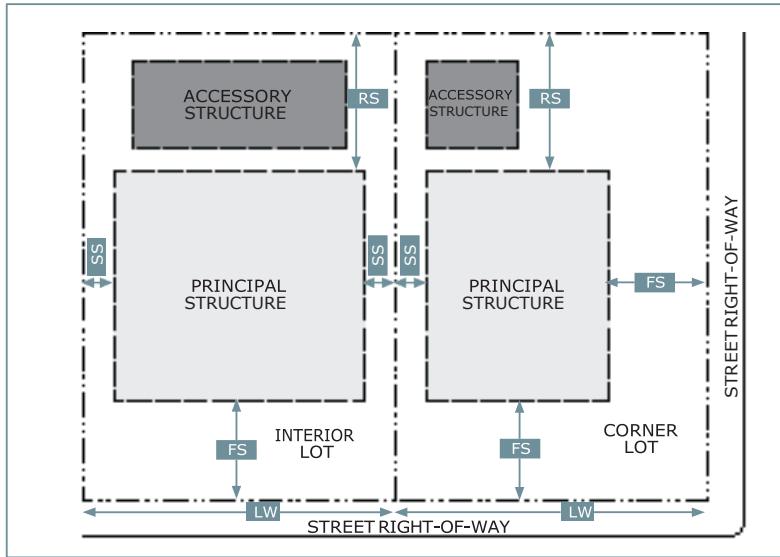 ACCESSORY
STRUCTURE
RS
ACCESSORY
STRUCTURE
RS
SS
PRINCIPAL
STRUCTURE
SS
SS
PRINCIPAL
STRUCTURE
FS
STREET RIGHT-OF-WAY
FS
INTERIOR
LOT
FS
CORNER
LOT
LW
LW
STREET RIGHT-OF-WAY